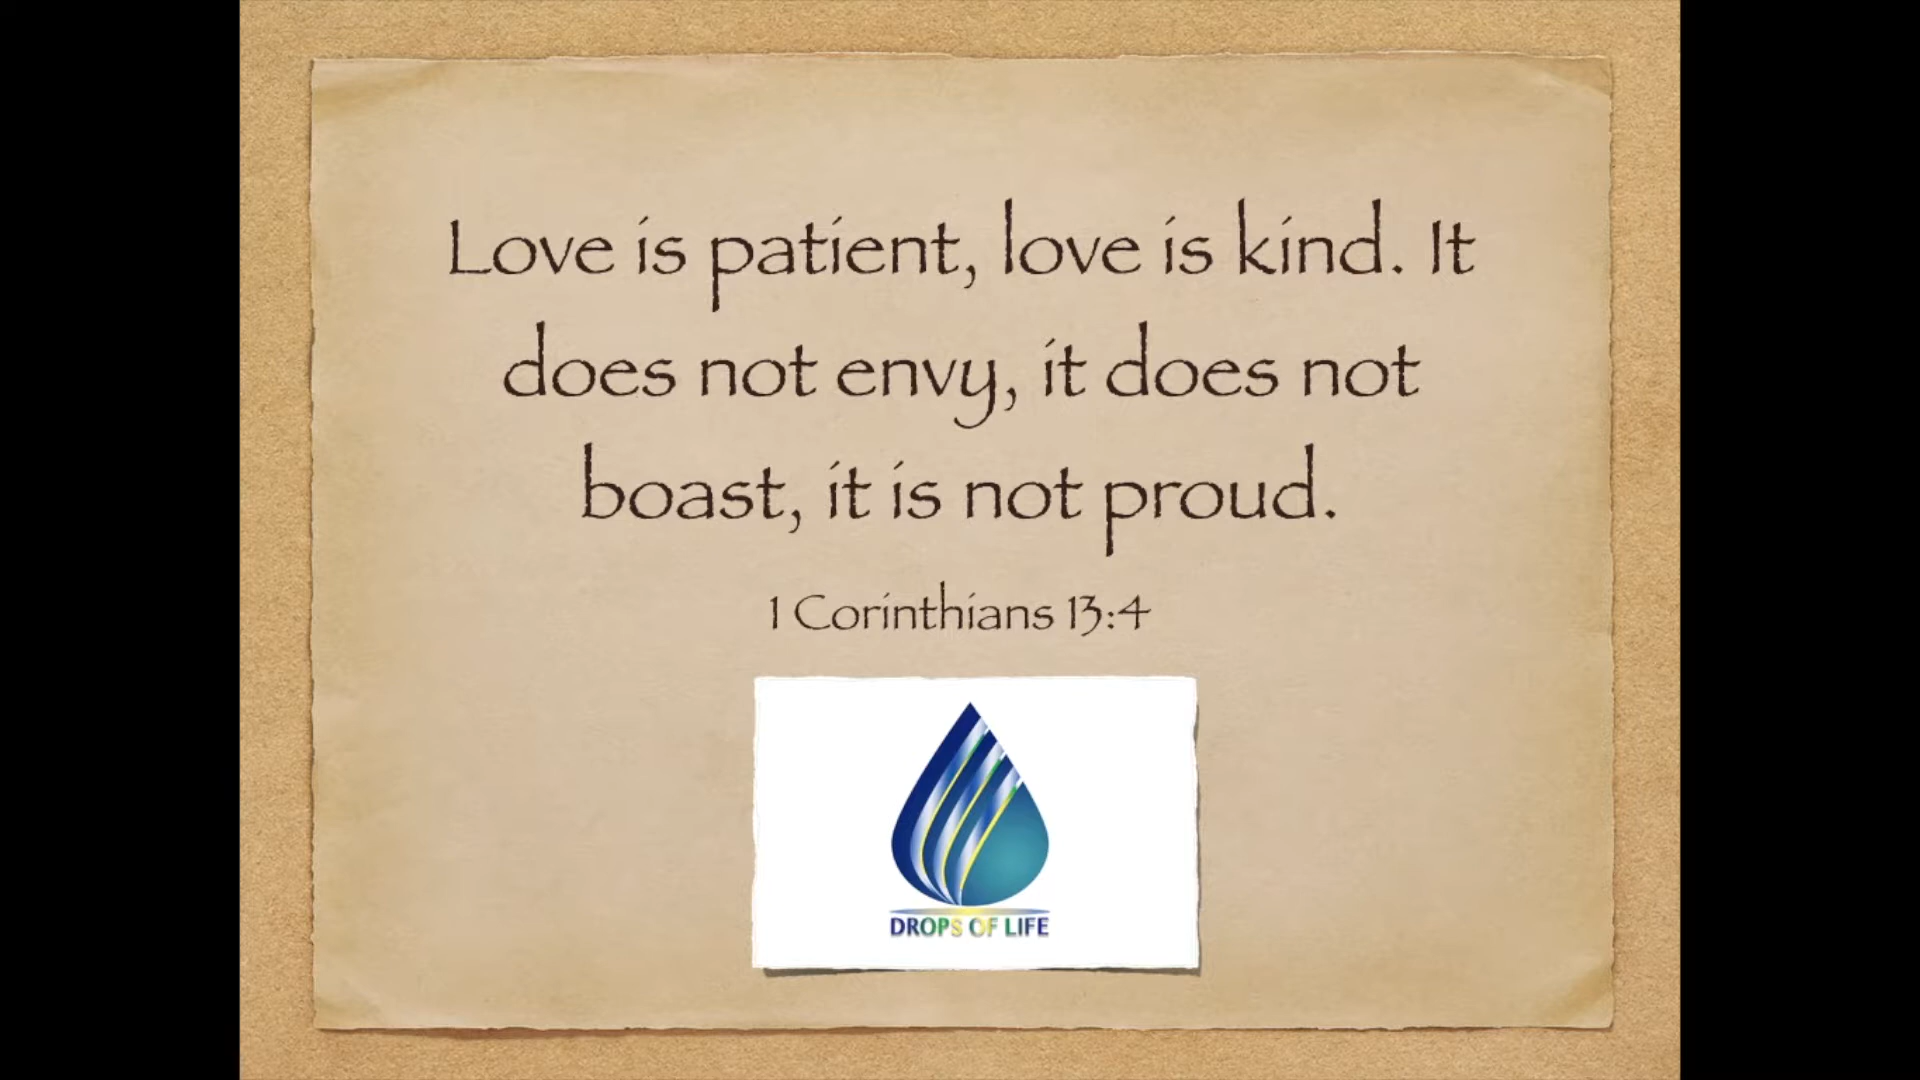 Love is patient, love is kind. It
does not envy, it does not
boast, it is not proud.
1 Corinthians 13:4
DROPS OF LIFE